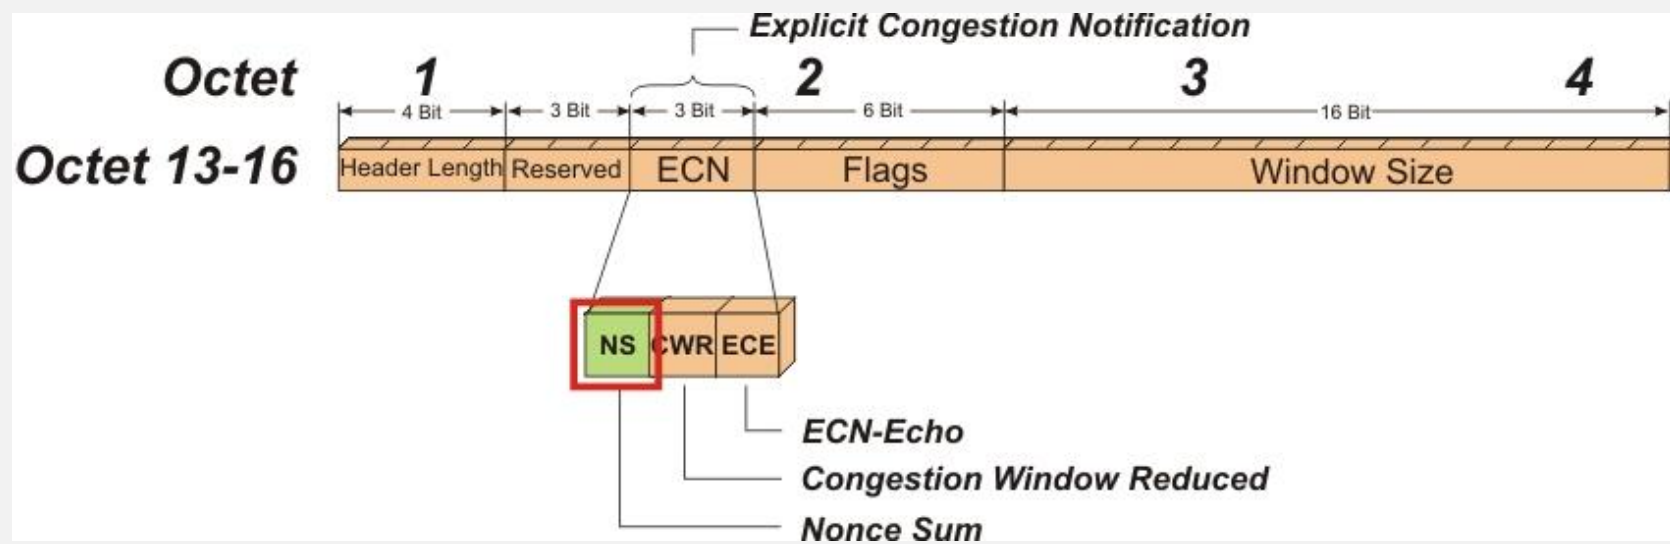 Explicit Congestion Notification
Octet 1 2 3 4
4 Bit 3 Bit 3 Bit 6 Bit 16 Bit
Octet 13-16 Header Length Reserved ECN Flags Window Size
NS CWR ECE
ECN-Echo
Congestion Window Reduced
Nonce Sum